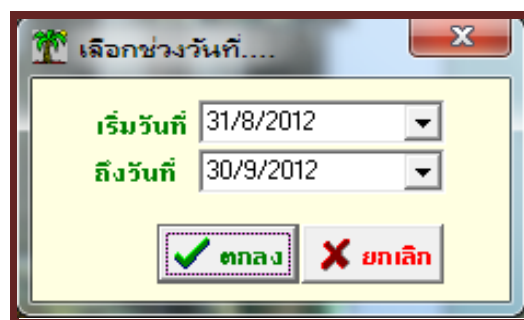 เลือกช่วงวันที่....
เริ่มวันที่ 31/8/2012
ถึงวันที่ 30/9/2012
ตกลง ยกเลิก